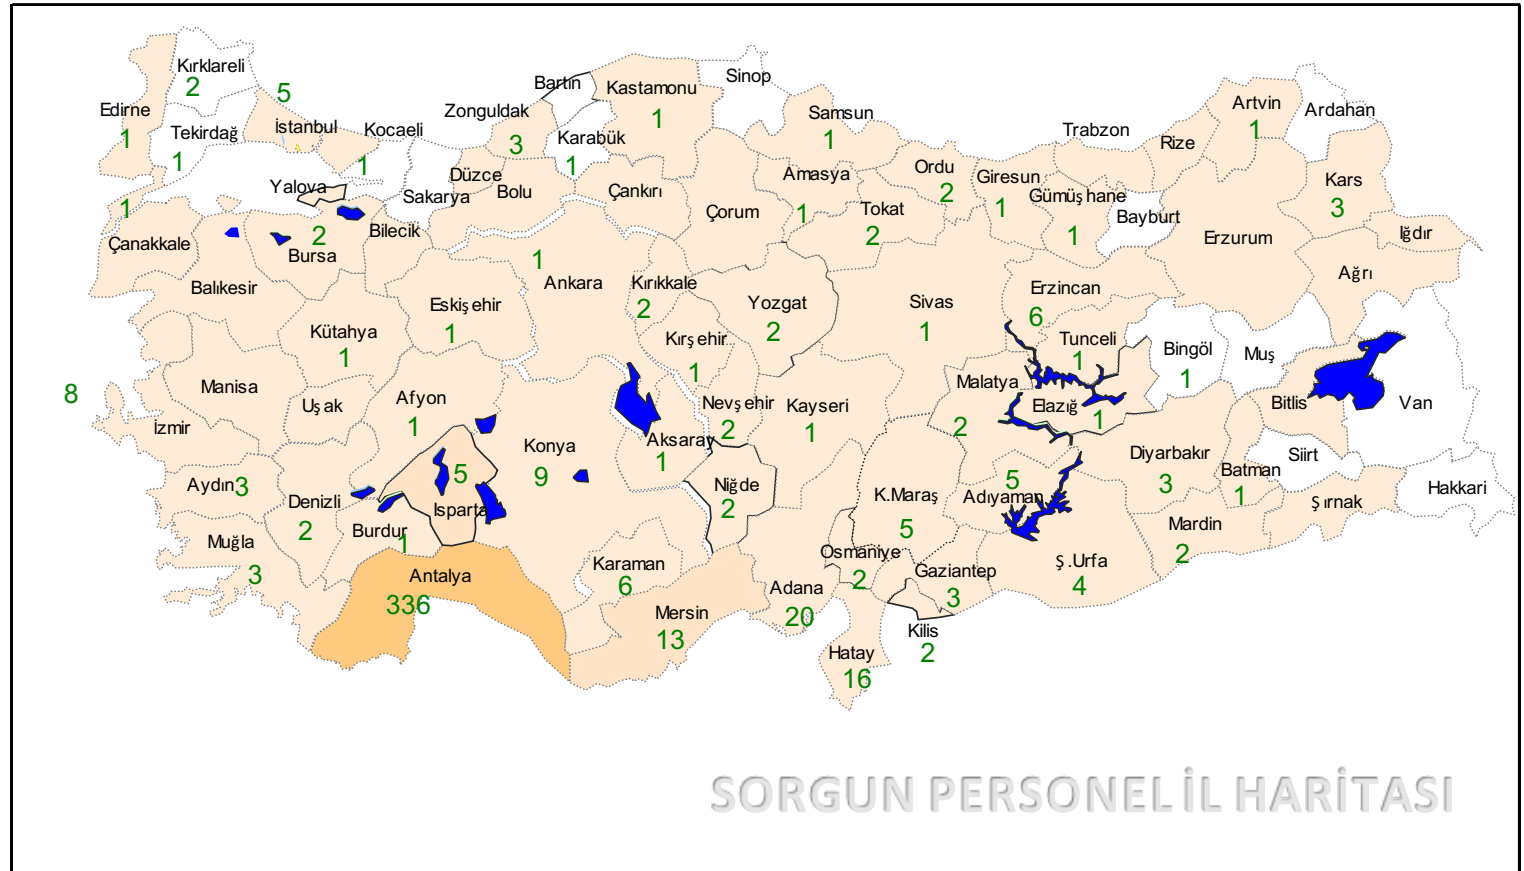 Kırklareli
2
5
Edirne
1
Tekirdağ
1
İstanbul
Kocaeli
1
Yalova
1
Çanakkale
Sakarya
Zonguldak
3
Bartın
Karabük
1
Düzce
Bolu
Kastamonu
1
Çankırı
Sinop
Samsun
1
Amasya
1
Çorum
Tokat
2
Ordu
2
Giresun
1
Gümüşhane
1
Trabzon
Bayburt
Rize
Artvin
1
Ardahan
Kars
3
Iğdır
Ağrı
Erzurum
2
Bursa
Bilecik
Balıkesir
Kütahya
1
Eskişehir
1
1
Ankara
Kırıkkale
2
Kırşehir
1
Yozgat
2
Sivas
1
Erzincan
6
Tunceli
1
Bingöl
1
Muş
Bitlis
Van
8
Manisa
İzmir
Uşak
Afyon
1
Konya
9
Aksaray
1
Nevşehir
2
Kayseri
1
Malatya
2
Elazığ
1
Diyarbakır
3
Batman
1
Siirt
Şırnak
Hakkari
Aydın
3
Denizli
2
Isparta
5
Burdur
1
Niğde
2
K.Maraş
5
5
Adıyaman
Mardin
2
Muğla
3
Antalya
336
Karaman
6
Mersin
13
Adana
20
Osmaniye
2
Gaziantep
3
Ş.Urfa
4
Kilis
2
Hatay
16
SORGUN PERSONEL İL HARİTASI